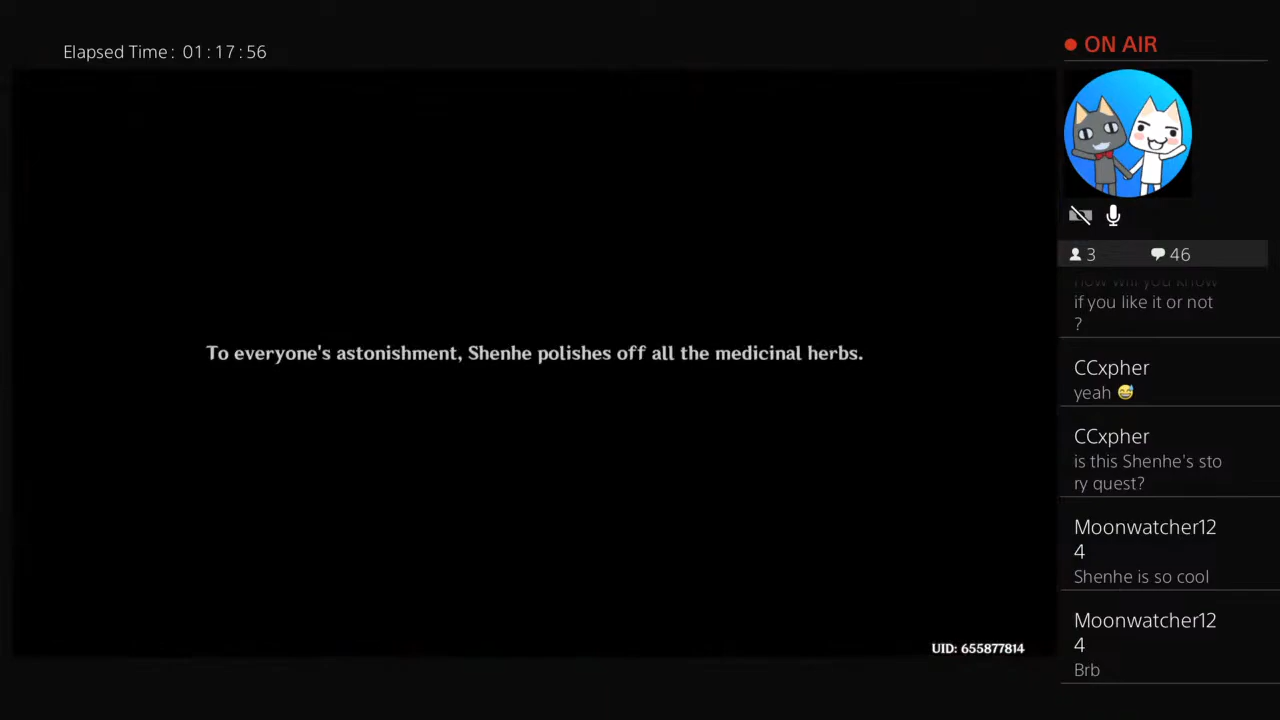 Elapsed Time: 01:17:56
ON AIR
3
46
if you like it or not
?
CCxpher
yeah 😅
CCxpher
is this Shenhe's sto
ry quest?
Moonwatcher12
4
Shenhe is so cool
Moonwatcher12
4
Brb
To everyone's astonishment, Shenhe polishes off all the medicinal herbs.
UID: 655877814